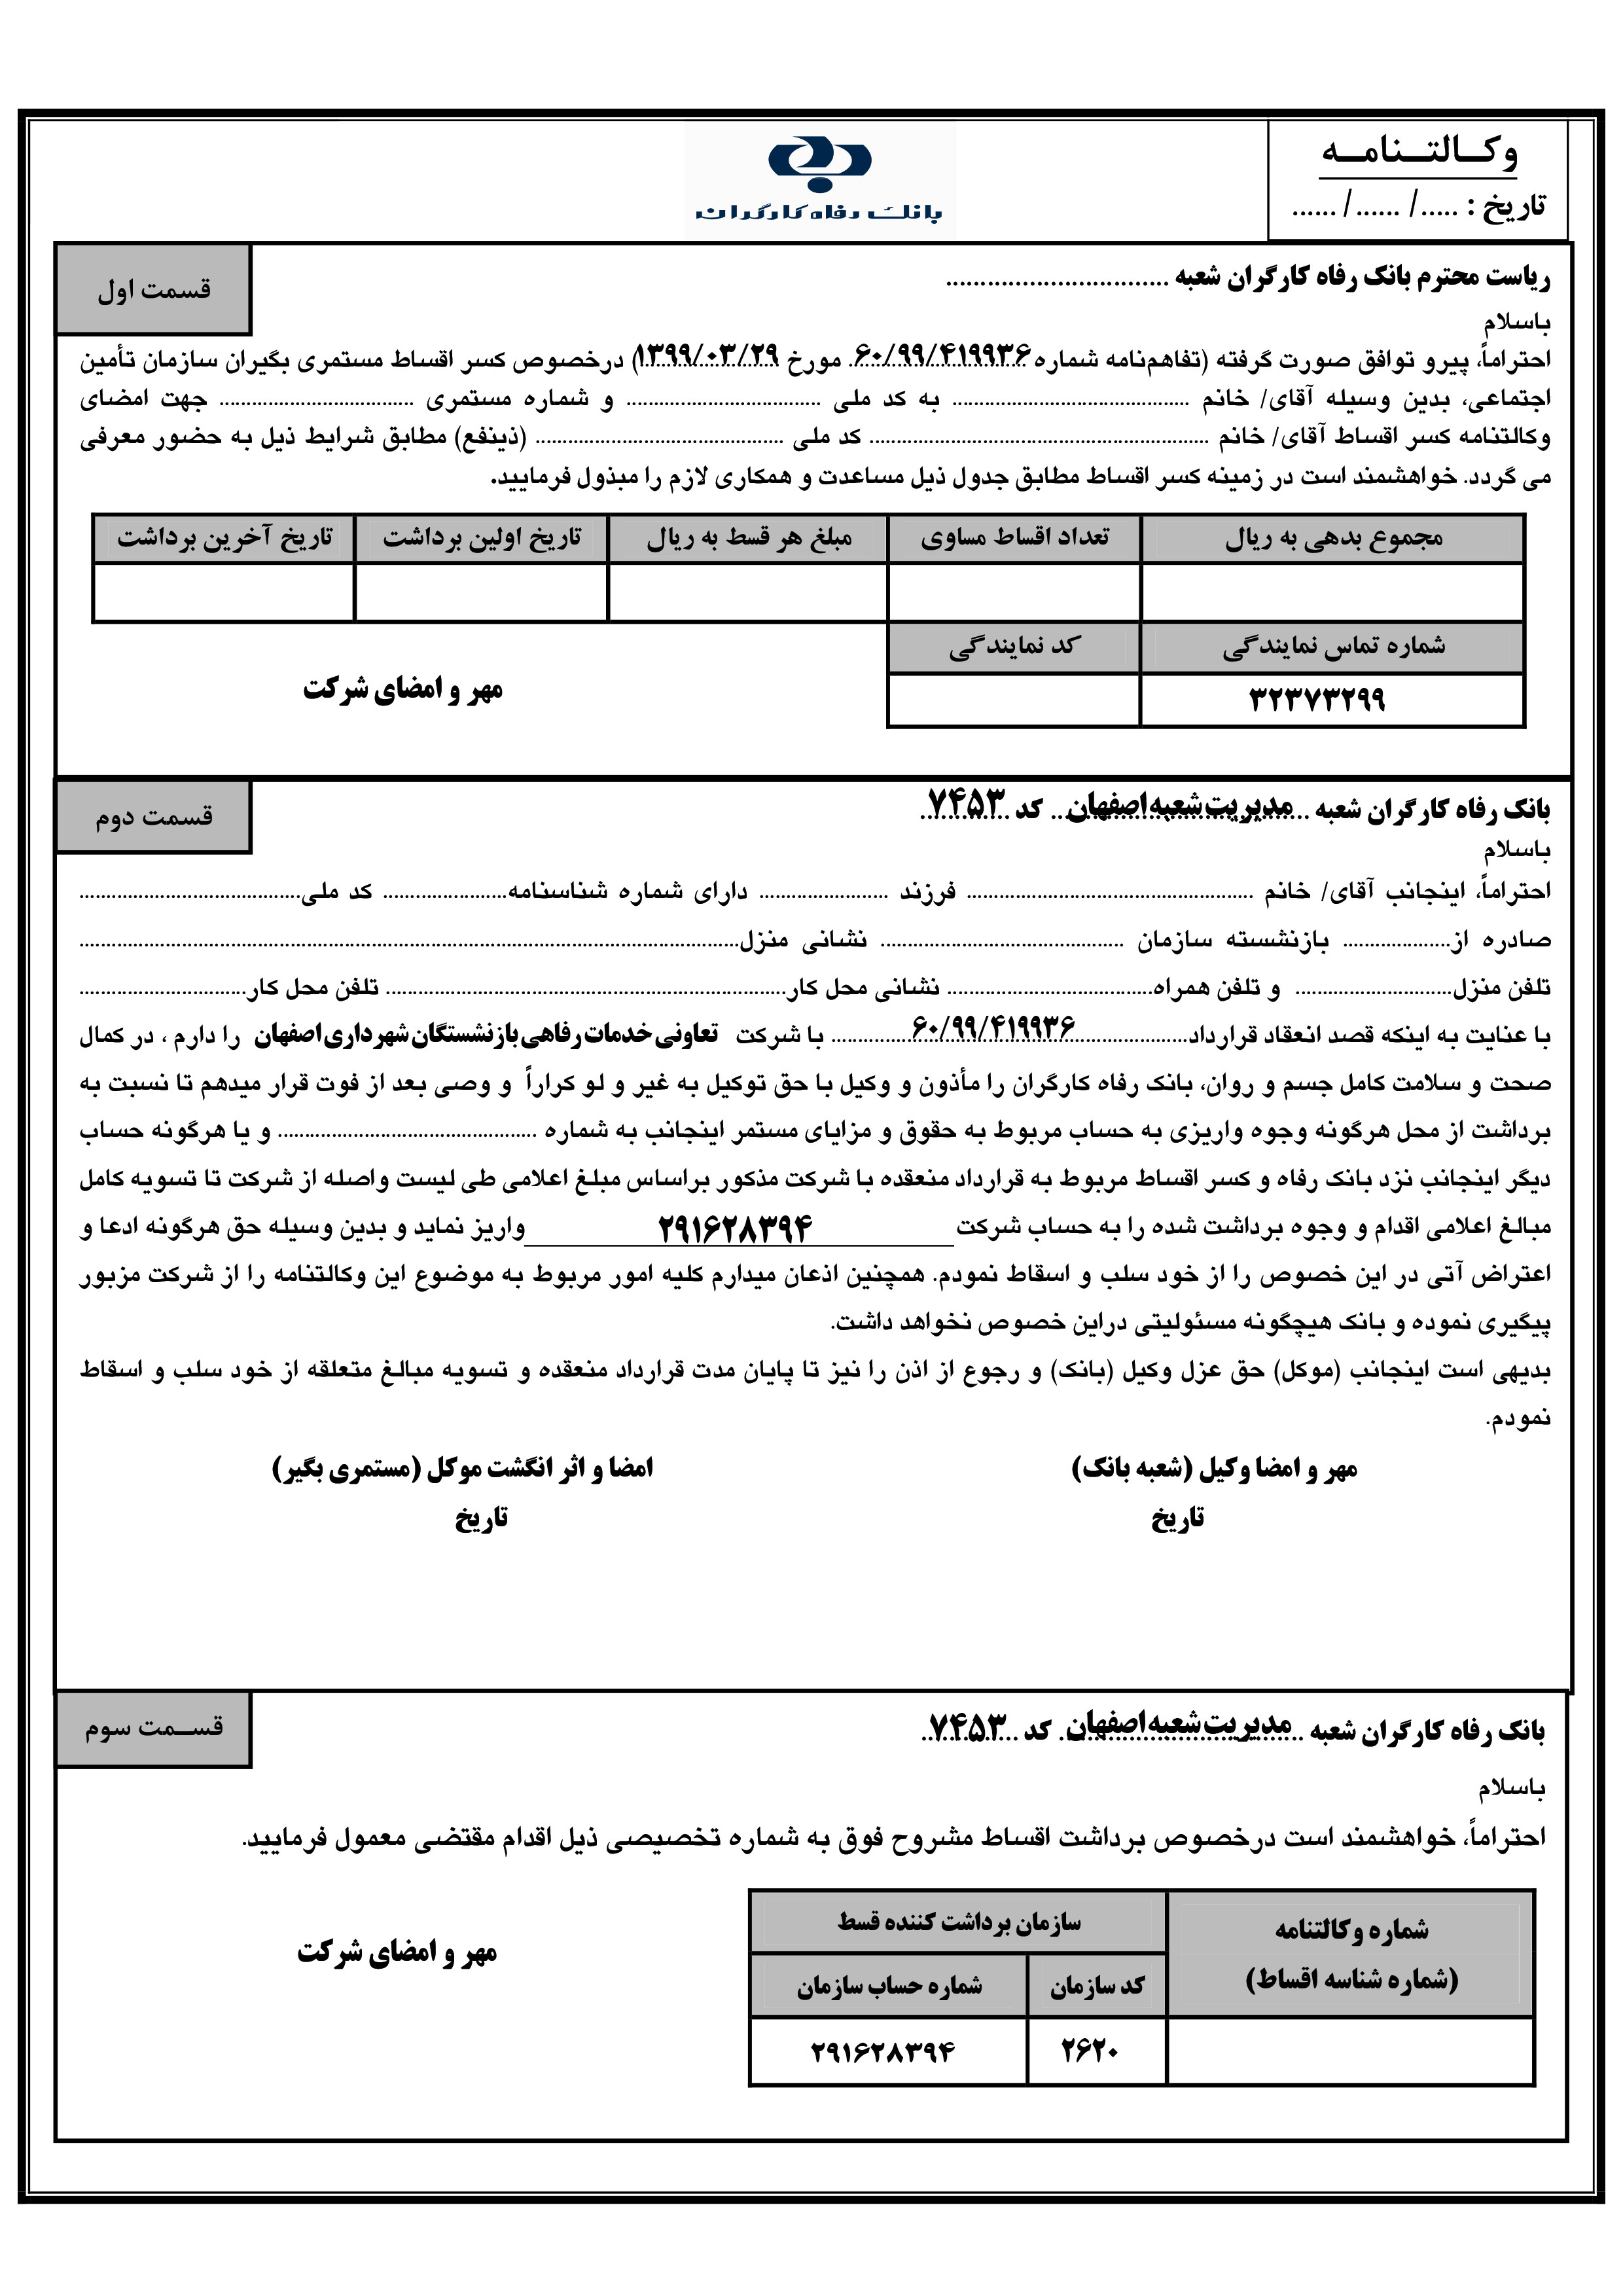 وکــالتــنامــه
تاریخ : ...../ ....../ ......
بانک رفاه کارگران
قسمت اول
ریاست محترم بانک رفاه کارگران شعبه ................................
باسلام
احتراماً، پیرو توافق صورت گرفته (تفاهم‌نامه شماره ۶۰/۹۹/۴۱۹۹۳۶ مورخ ۱۳۹۹/۰۳/۲۹) درخصوص کسر اقساط مستمری بگیران سازمان تأمین
اجتماعی، بدین وسیله آقای/ خانم ............................................ به کد ملی .................................... و شماره مستمری .................................... جهت امضای
وکالتنامه کسر اقساط آقای/ خانم ............................................................... کد ملی .............................................. (ذینفع) مطابق شرایط ذیل به حضور معرفی
می گردد. خواهشمند است در زمینه کسر اقساط مطابق جدول ذیل مساعدت و همکاری لازم را مبذول فرمایید.
مجموع بدهی به ریال تعداد اقساط مساوی مبلغ هر قسط به ریال تاریخ اولین برداشت تاریخ آخرین برداشت
شماره تماس نمایندگی کد نمایندگی
مهر و امضای شرکت
۳۲۳۷۳۲۹۹
قسمت دوم
بانک رفاه کارگران شعبه مدیریت شعبه اصفهان کد ۷۴۵۳
باسلام
احتراماً، اینجانب آقای/ خانم ..................................................... فرزند ........................ دارای شماره شناسنامه....................... کد ملی.........................................
صادره از.................... بازنشسته سازمان ............................................. نشانی منزل..........................................................................................................................
تلفن منزل............................. و تلفن همراه...................................... نشانی محل کار.......................................................................... تلفن محل کار...............................
با عنایت به اینکه قصد انعقاد قرارداد ۶۰/۹۹/۴۱۹۹۳۶ با شرکت تعاونی خدمات رفاهی بازنشستگان شهرداری اصفهان را دارم ، در کمال
صحت و سلامت کامل جسم و روان، بانک رفاه کارگران را مأذون و وکیل با حق توکیل به غیر و لو کراراً و وصی بعد از فوت قرار میدهم تا نسبت به
برداشت از محل هرگونه وجوه واریزی به حساب مربوط به حقوق و مزایای مستمر اینجانب به شماره ................................................ و یا هرگونه حساب
دیگر اینجانب نزد بانک رفاه و کسر اقساط مربوط به قرارداد منعقده با شرکت مذکور براساس مبلغ اعلامی طی لیست واصله از شرکت تا تسویه کامل
مبالغ اعلامی اقدام و وجوه برداشت شده را به حساب شرکت ۲۹۱۶۲۸۳۹۴ واریز نماید و بدین وسیله حق هرگونه ادعا و
اعتراض آتی در این خصوص را از خود سلب و اسقاط نمودم. همچنین اذعان میدارم کلیه امور مربوط به موضوع این وکالتنامه را از شرکت مزبور
پیگیری نموده و بانک هیچگونه مسئولیتی دراین خصوص نخواهد داشت.
بدیهی است اینجانب (موکل) حق عزل وکیل (بانک) و رجوع از اذن را نیز تا پایان مدت قرارداد منعقده و تسویه مبالغ متعلقه از خود سلب و اسقاط
نمودم.
مهر و امضا وکیل (شعبه بانک) امضا و اثر انگشت موکل (مستمری بگیر)
تاریخ تاریخ
قســمت سوم
بانک رفاه کارگران شعبه مدیریت شعبه اصفهان کد ۷۴۵۳
باسلام
احتراماً، خواهشمند است درخصوص برداشت اقساط مشروح فوق به شماره تخصیصی ذیل اقدام مقتضی معمول فرمایید.
شماره وکالتنامه
(شماره شناسه اقساط)
سازمان برداشت کننده قسط
کد سازمان شماره حساب سازمان
مهر و امضای شرکت
۲۶۲۰ ۲۹۱۶۲۸۳۹۴